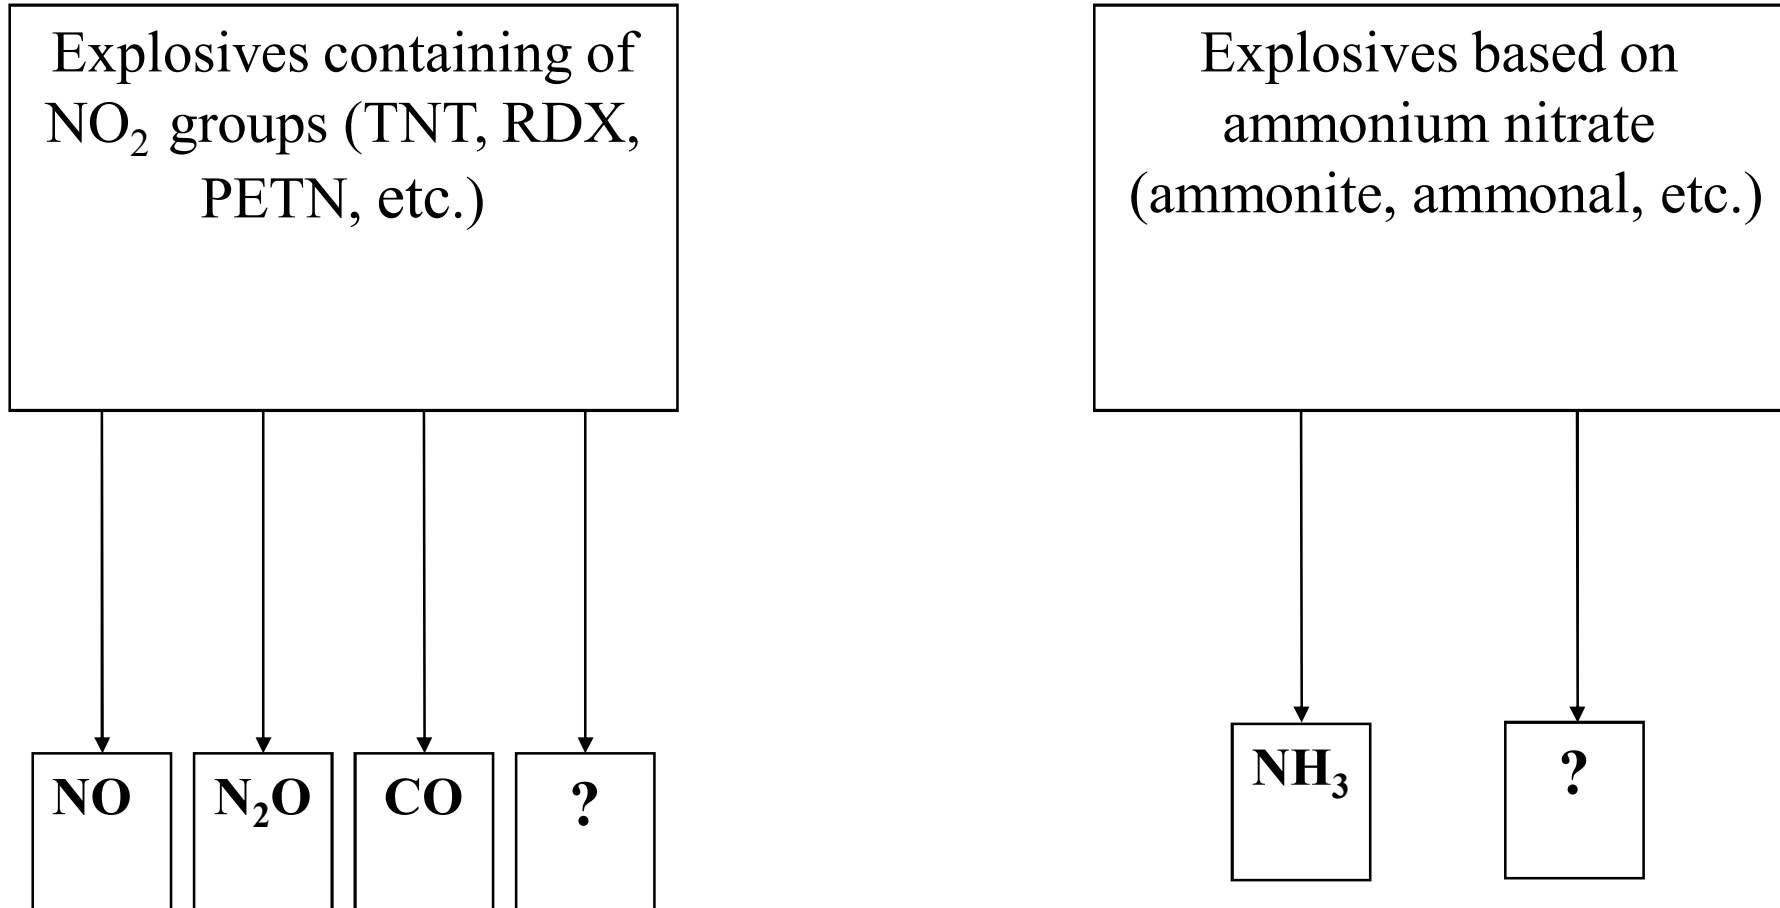 Explosives containing of
NO₂ groups (TNT, RDX,
PETN, etc.)
Explosives based on
ammonium nitrate
(ammonite, ammonal, etc.)
NO
N₂O
CO
?
NH₃
?